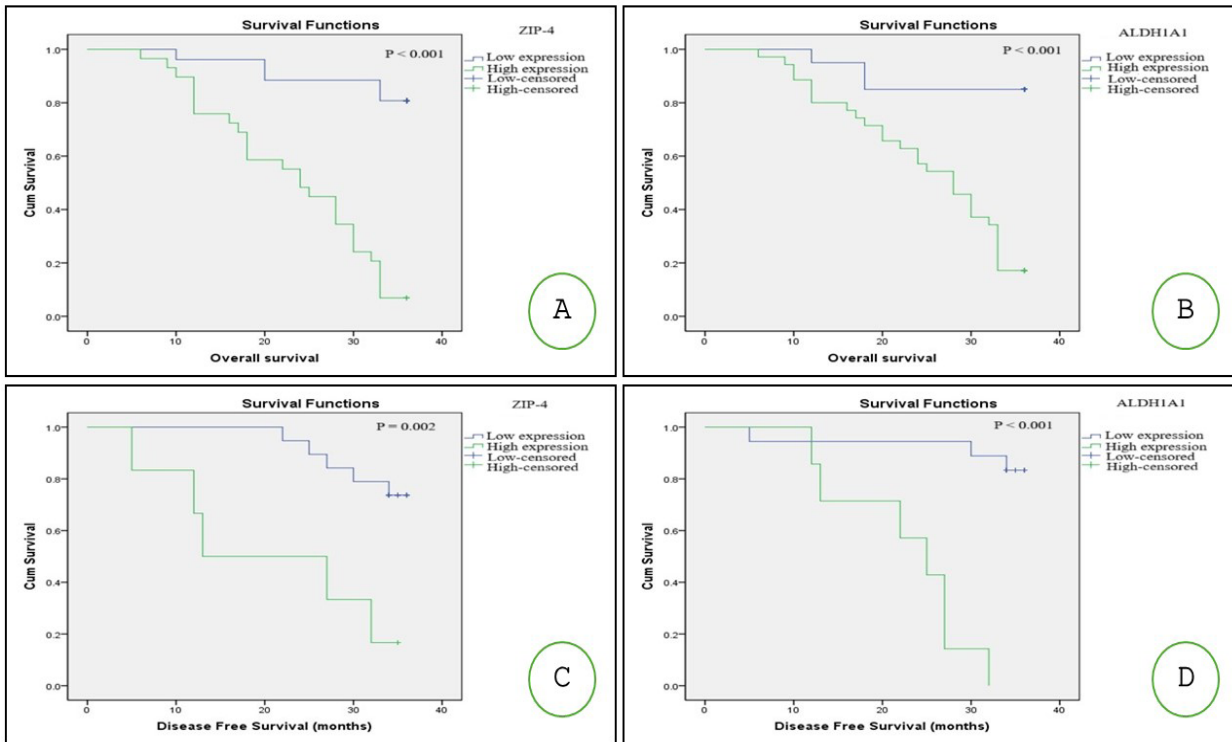 Survival Functions
ZIP-4
P < 0.001
Low expression
High expression
Low-censored
High-censored
Cum Survival
1.0
0.8
0.6
0.4
0.2
0.0
0 10 20 30 40
Overall survival
A
Survival Functions
ALDH1A1
P < 0.001
Low expression
High expression
Low-censored
High-censored
Cum Survival
1.0
0.8
0.6
0.4
0.2
0.0
0 10 20 30 40
Overall survival
B
Survival Functions
ZIP-4
P = 0.002
Low expression
High expression
Low-censored
High-censored
Cum Survival
1.0
0.8
0.6
0.4
0.2
0.0
0 10 20 30 40
Disease Free Survival (months)
C
Survival Functions
ALDH1A1
P < 0.001
Low expression
High expression
Low-censored
High-censored
Cum Survival
1.0
0.8
0.6
0.4
0.2
0.0
0 10 20 30 40
Disease Free Survival (months)
D